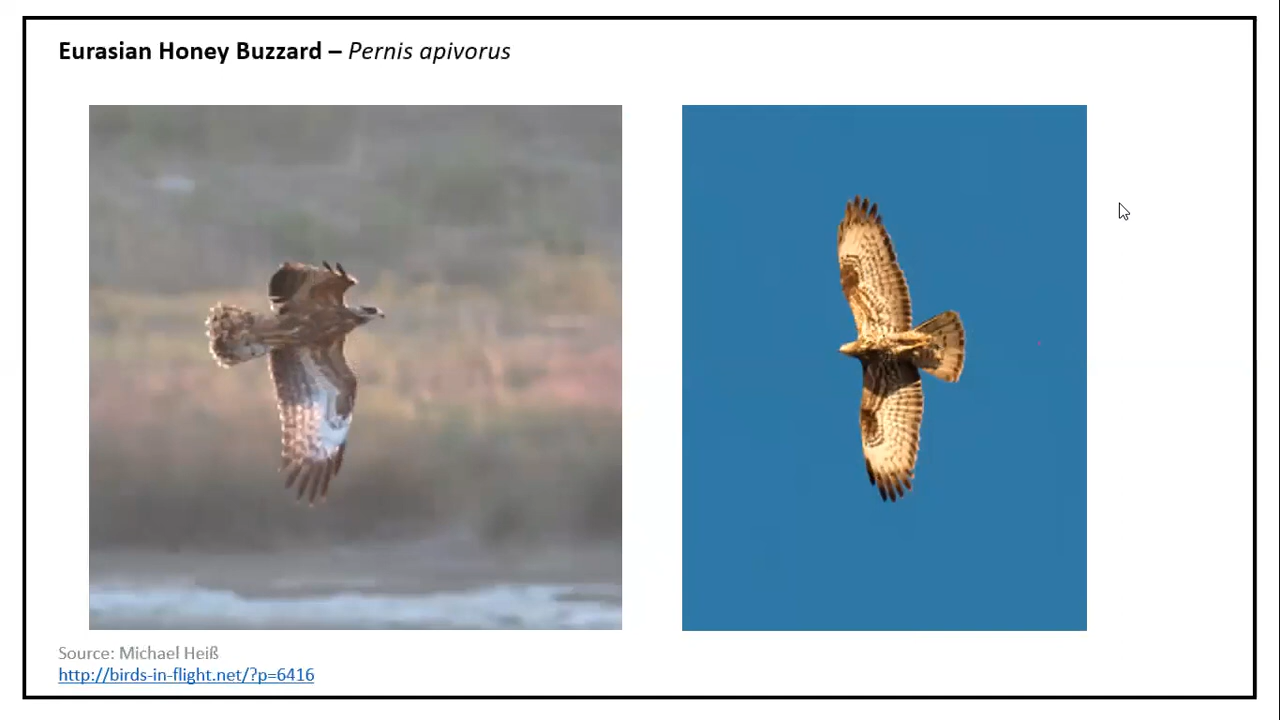 Eurasian Honey Buzzard – Pernis apivorus
Source: Michael Heiß
http://birds-in-flight.net/?p=6416